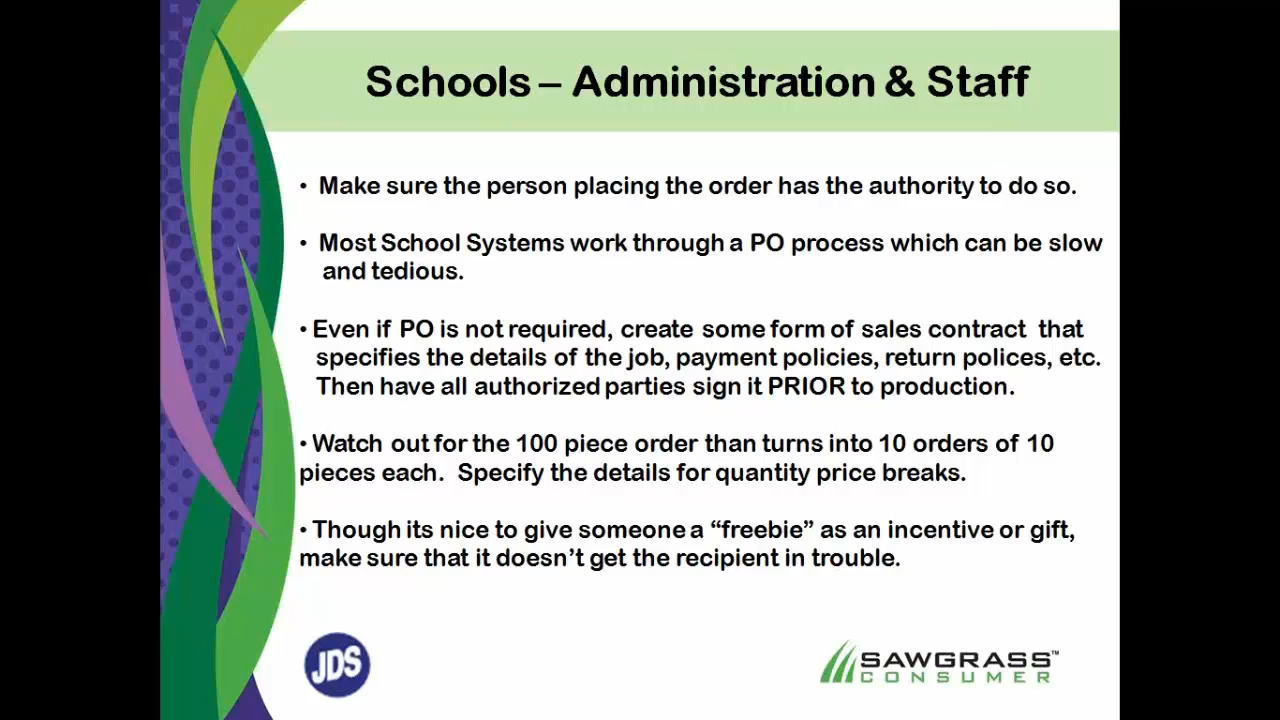 Schools – Administration & Staff
• Make sure the person placing the order has the authority to do so.
• Most School Systems work through a PO process which can be slow
and tedious.
• Even if PO is not required, create some form of sales contract that
specifies the details of the job, payment policies, return polices, etc.
Then have all authorized parties sign it PRIOR to production.
• Watch out for the 100 piece order than turns into 10 orders of 10
pieces each. Specify the details for quantity price breaks.
• Though its nice to give someone a “freebie” as an incentive or gift,
make sure that it doesn’t get the recipient in trouble.
JDS
SAWGRASS™
CONSUMER